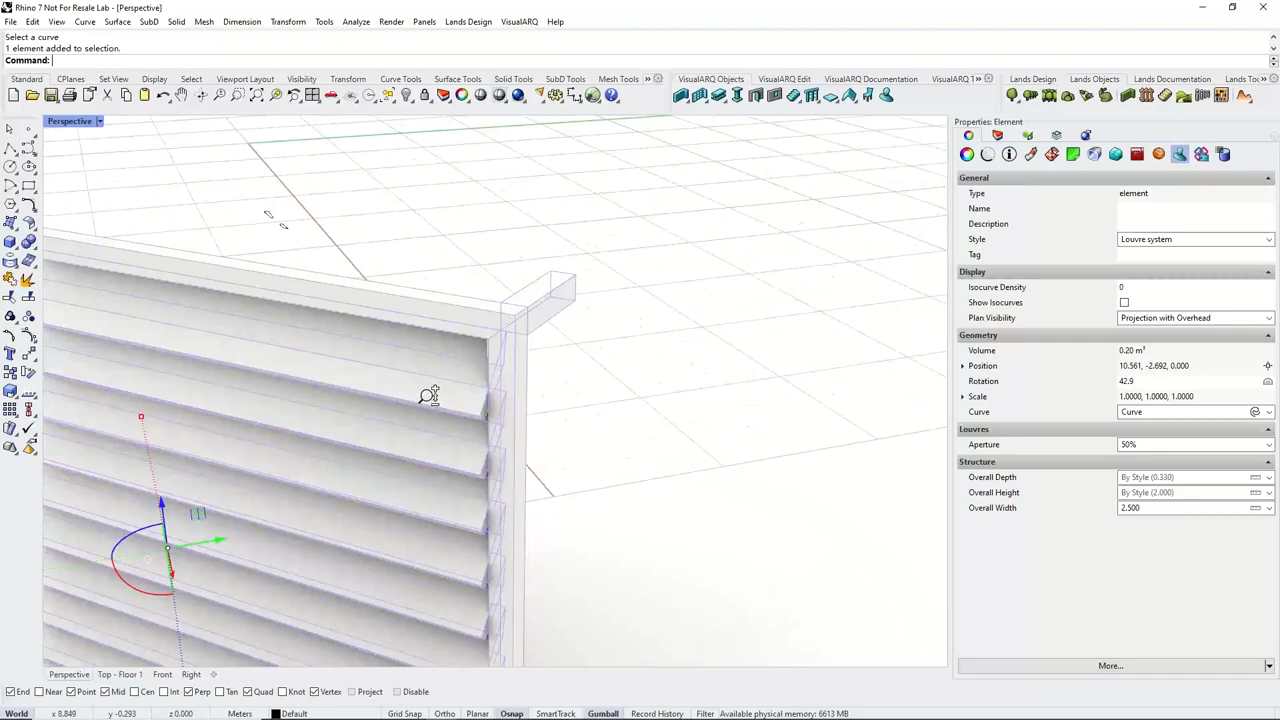 Rhino 7 Not For Resale Lab - [Perspective]
File Edit View Curve Surface SubD Solid Mesh Dimension Transform Tools Analyze Render Panels Lands Design VisualARQ Help
Select a curve
1 element added to selection.
Command:
Standard CPlanes Set View Display Select Viewport Layout Visibility Transform Curve Tools Surface Tools Solid Tools SubD Tools Mesh Tools » VisualARQ Objects VisualARQ Edit VisualARQ Documentation VisualARQ T » Lands Design Lands Objects Lands Documentation Lands Too »
Perspective
Properties: Element
General
Type element
Name
Description
Style Louvre system
Tag
Display
Isocurve Density 0
Show Isocurves
Plan Visibility Projection with Overhead
Geometry
Volume 0.20 m³
Position 10.561, -2.692, 0.000
Rotation 42.9
Scale 1.0000, 1.0000, 1.0000
Curve Curve
Louvres
Aperture 50%
Structure
Overall Depth By Style (0.330)
Overall Height By Style (2.000)
Overall Width 2.500
More...
Perspective Top - Floor 1 Front Right
End Near Point Mid Cen Int Perp Tan Quad Knot Vertex Project Disable
World x 8.849 y -0.293 z 0.000 Meters Default Grid Snap Ortho Planar Osnap SmartTrack Gumball Record History Filter Available physical memory: 6613 MB